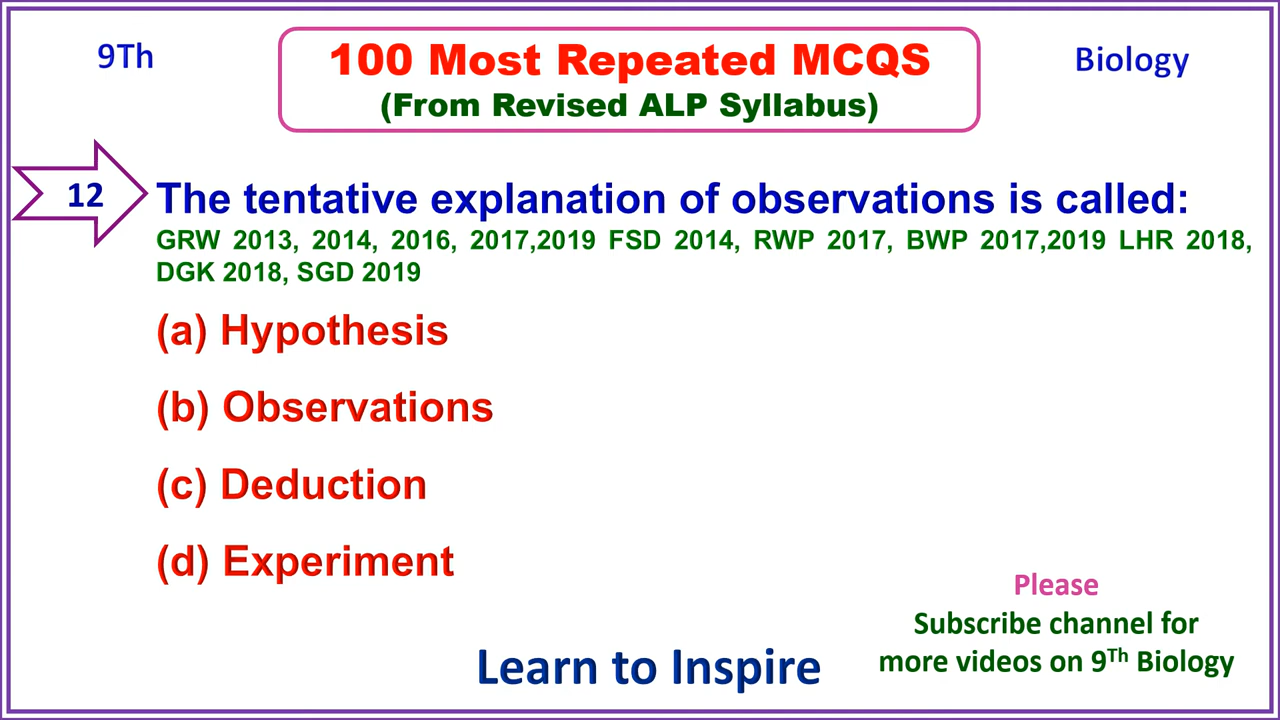 9Th
100 Most Repeated MCQS
Biology
(From Revised ALP Syllabus)
12
The tentative explanation of observations is called:
GRW 2013, 2014, 2016, 2017,2019 FSD 2014, RWP 2017, BWP 2017,2019 LHR 2018,
DGK 2018, SGD 2019
(a) Hypothesis
(b) Observations
(c) Deduction
(d) Experiment
Please
Subscribe channel for
more videos on 9Th Biology
Learn to Inspire